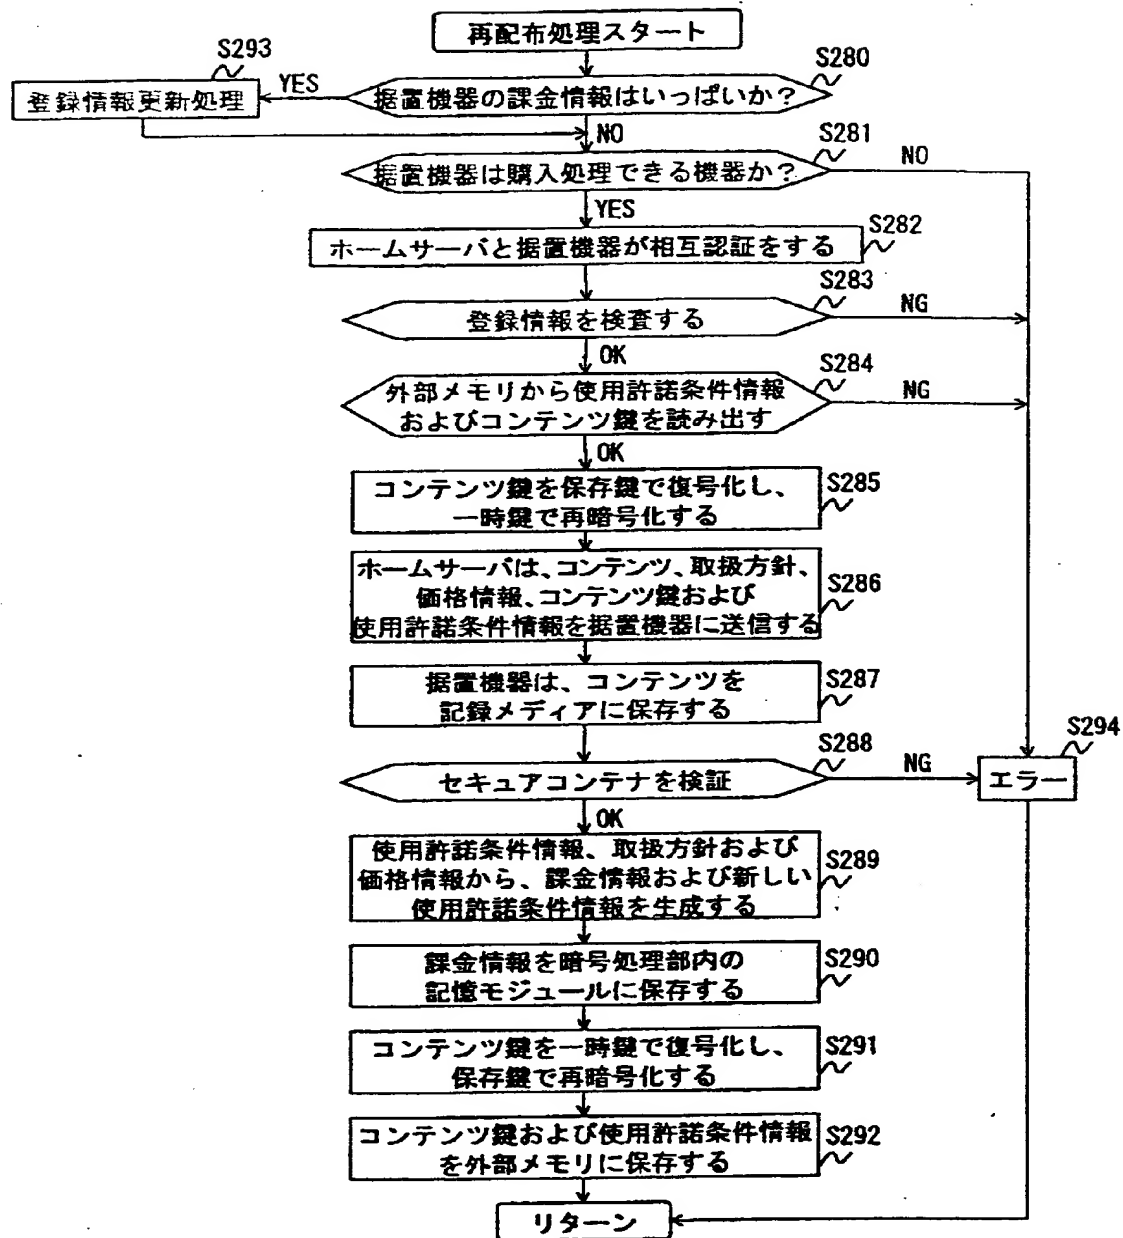 再配布処理スタート
S293
S280
登録情報更新処理
YES
据置機器の課金情報はいっぱいか?
NO
S281
据置機器は購入処理できる機器か?
NO
YES
S282
ホームサーバと据置機器が相互認証をする
S283
登録情報を検査する
NG
OK
S284
外部メモリから使用許諾条件情報
およびコンテンツ鍵を読み出す
NG
OK
コンテンツ鍵を保存鍵で復号化し、
一時鍵で再暗号化する
S285
ホームサーバは、コンテンツ、取扱方針、
価格情報、コンテンツ鍵および
使用許諾条件情報を据置機器に送信する
S286
据置機器は、コンテンツを
記録メディアに保存する
S287
S288
S294
セキュアコンテナを検証
NG
エラー
OK
使用許諾条件情報、取扱方針および
価格情報から、課金情報および新しい
使用許諾条件情報を生成する
S289
課金情報を暗号処理部内の
記憶モジュールに保存する
S290
コンテンツ鍵を一時鍵で復号化し、
保存鍵で再暗号化する
S291
コンテンツ鍵および使用許諾条件情報
を外部メモリに保存する
S292
リターン